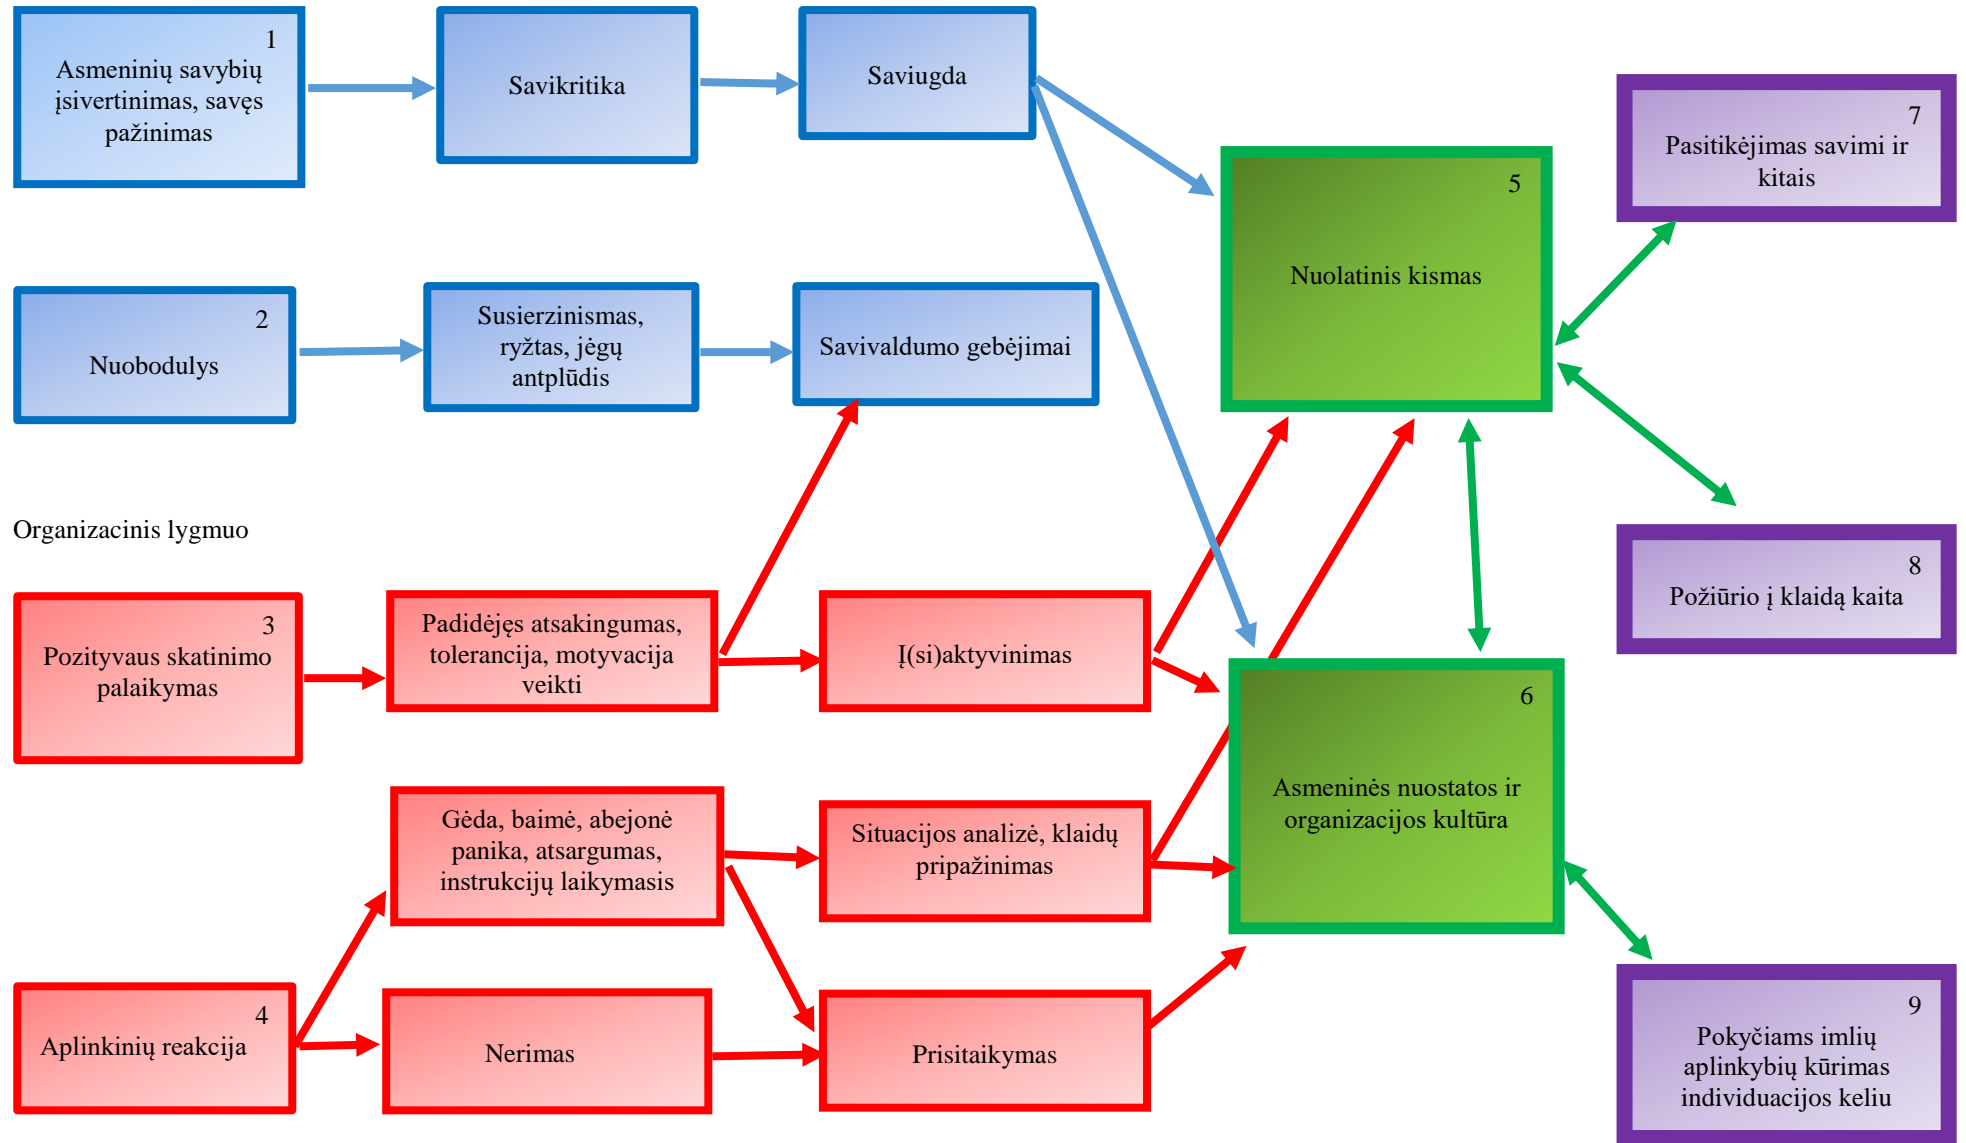 1
Asmeninių savybių
įsivertinimas, savęs
pažinimas
Savikritika
Saviugda
7
Pasitikėjimas savimi ir
kitais
5
Nuolatinis kismas
2
Nuobodulys
Susierzinismas,
ryžtas, jėgų
antplūdis
Savivaldumo gebėjimai
Organizacinis lygmuo
8
Požiūrio į klaidą kaita
3
Pozityvaus skatinimo
palaikymas
Padidėjęs atsakingumas,
tolerancija, motyvacija
veikti
Į(si)aktyvinimas
6
Asmeninės nuostatos ir
organizacijos kultūra
Gėda, baimė, abejonė
panika, atsargumas,
instrukcijų laikymasis
Situacijos analizė, klaidų
pripažinimas
4
Aplinkinių reakcija
Nerimas
Prisitaikymas
9
Pokyčiams imlių
aplinkybių kūrimas
individuacijos keliu